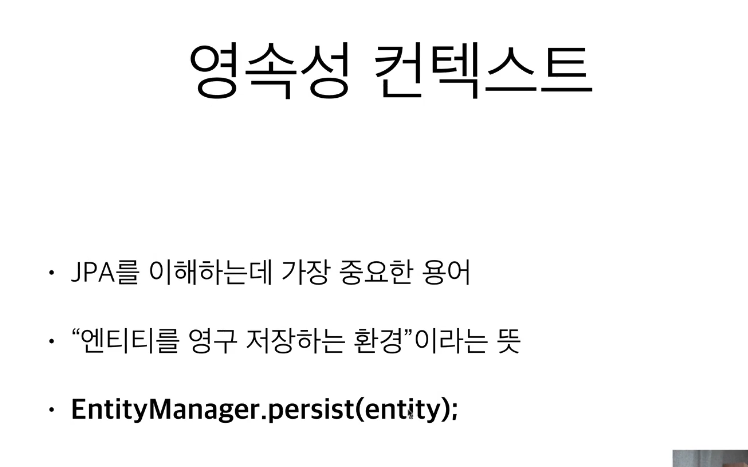 영속성 컨텍스트
• JPA를 이해하는데 가장 중요한 용어
• “엔티티를 영구 저장하는 환경”이라는 뜻
• EntityManager.persist(entity);